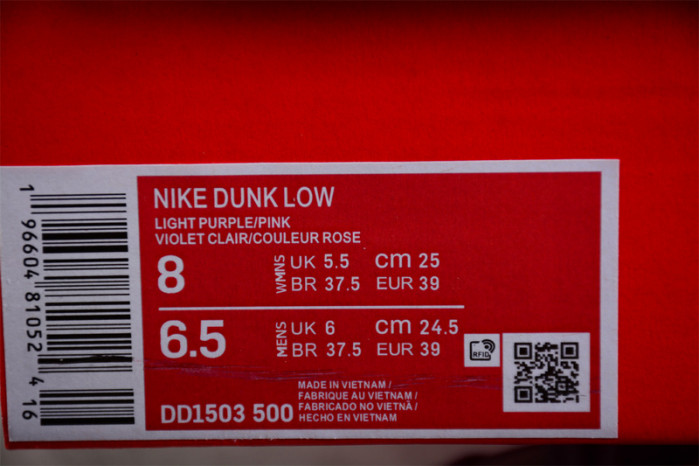 NIKE DUNK LOW
LIGHT PURPLE/PINK
VIOLET CLAIR/COULEUR ROSE
8 WMNS UK 5.5 cm 25
BR 37.5 EUR 39
6.5 MENS UK 6 cm 24.5
BR 37.5 EUR 39
RFID
MADE IN VIETNAM /
FABRIQUE AU VIETNAM /
FABRICADO NO VIETNÃ /
HECHO EN VIETNAM
DD1503 500
1 96604 81052 4 16